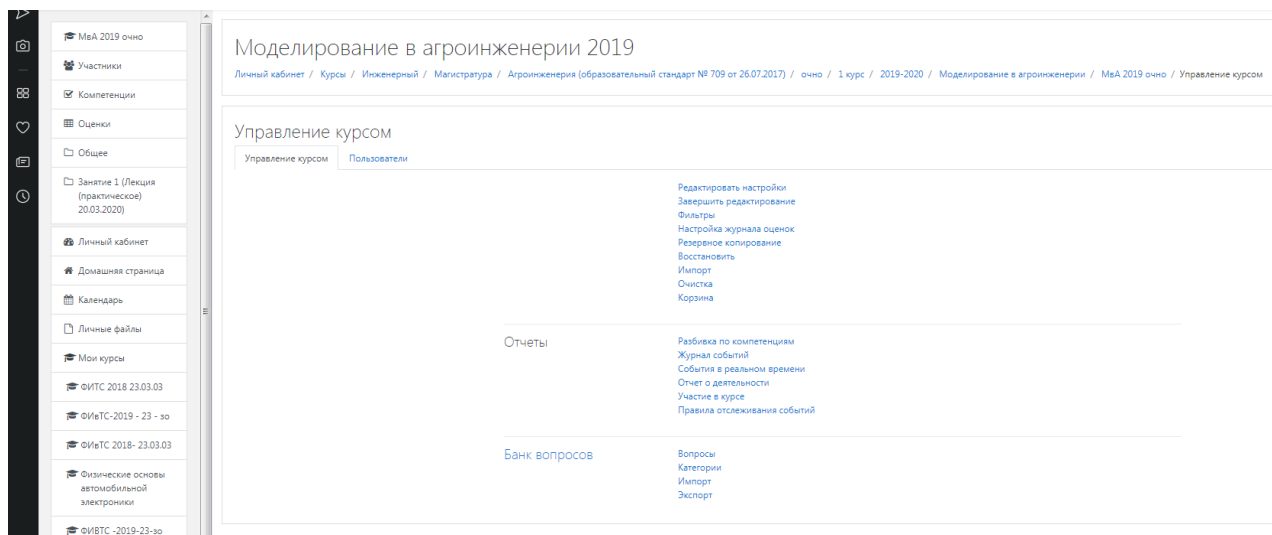 МвА 2019 очно
Участники
Компетенции
Оценки
Общее
Занятие 1 (Лекция
(практическое)
20.03.2020)
Личный кабинет
Домашняя страница
Календарь
Личные файлы
Мои курсы
ФИТС 2018 23.03.03
ФИвТС-2019 - 23 - зо
ФИвТС 2018- 23.03.03
Физические основы
автомобильной
электроники
ФИВТС -2019-23-зо
Моделирование в агроинженерии 2019
Личный кабинет / Курсы / Инженерный / Магистратура / Агроинженерия (образовательный стандарт № 709 от 26.07.2017) / очно / 1 курс / 2019-2020 / Моделирование в агроинженерии / МвА 2019 очно / Управление курсом
Управление курсом
Управление курсом Пользователи
Редактировать настройки
Завершить редактирование
Фильтры
Настройка журнала оценок
Резервное копирование
Восстановить
Импорт
Очистка
Корзина
Отчеты
Разбивка по компетенциям
Журнал событий
События в реальном времени
Отчет о деятельности
Участие в курсе
Правила отслеживания событий
Банк вопросов
Вопросы
Категории
Импорт
Экспорт